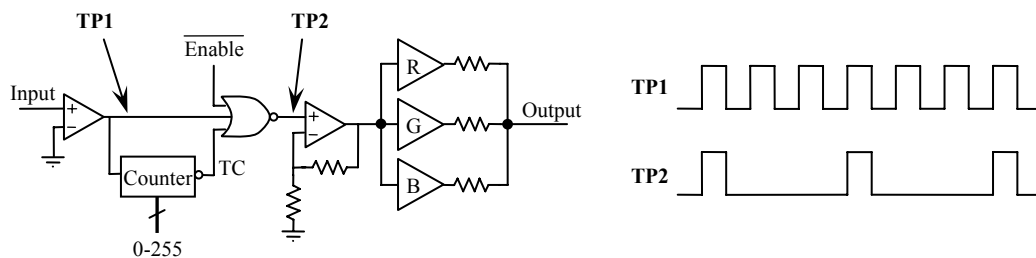 TP1
TP2
Enable
Input
+
−
TC
Counter
0-255
+
−
R
G
B
Output
TP1
TP2